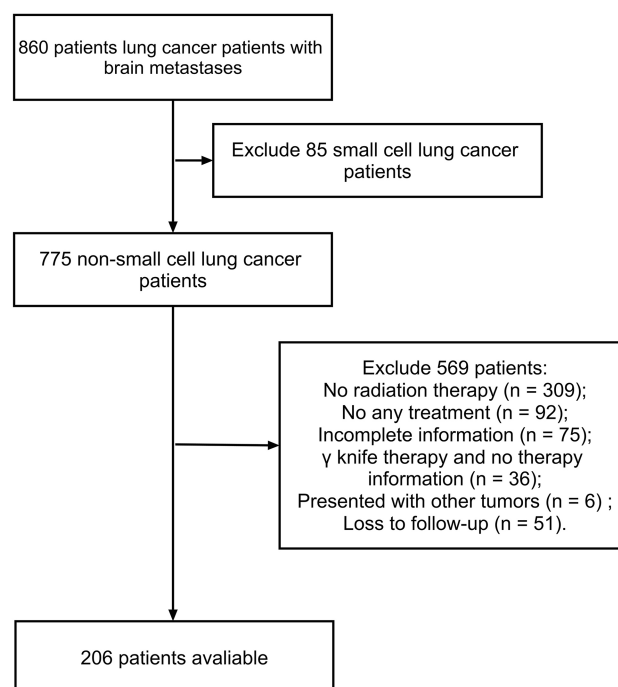 860 patients lung cancer patients with
brain metastases
Exclude 85 small cell lung cancer
patients
775 non-small cell lung cancer
patients
Exclude 569 patients:
No radiation therapy (n = 309);
No any treatment (n = 92);
Incomplete information (n = 75);
γ knife therapy and no therapy
information (n = 36);
Presented with other tumors (n = 6) ;
Loss to follow-up (n = 51).
206 patients avaliable